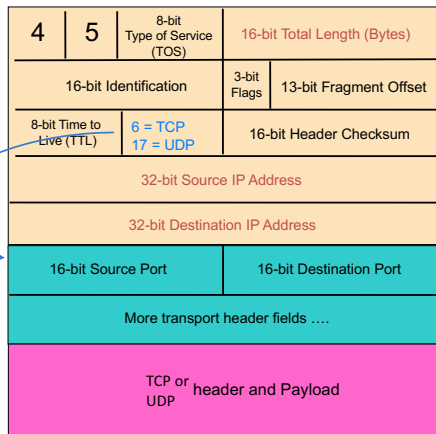 4
5
8-bit
Type of Service
(TOS)
16-bit Total Length (Bytes)
16-bit Identification
3-bit
Flags
13-bit Fragment Offset
8-bit Time to
Live (TTL)
6 = TCP
17 = UDP
16-bit Header Checksum
32-bit Source IP Address
32-bit Destination IP Address
16-bit Source Port
16-bit Destination Port
More transport header fields ....
TCP or
UDP
header and Payload